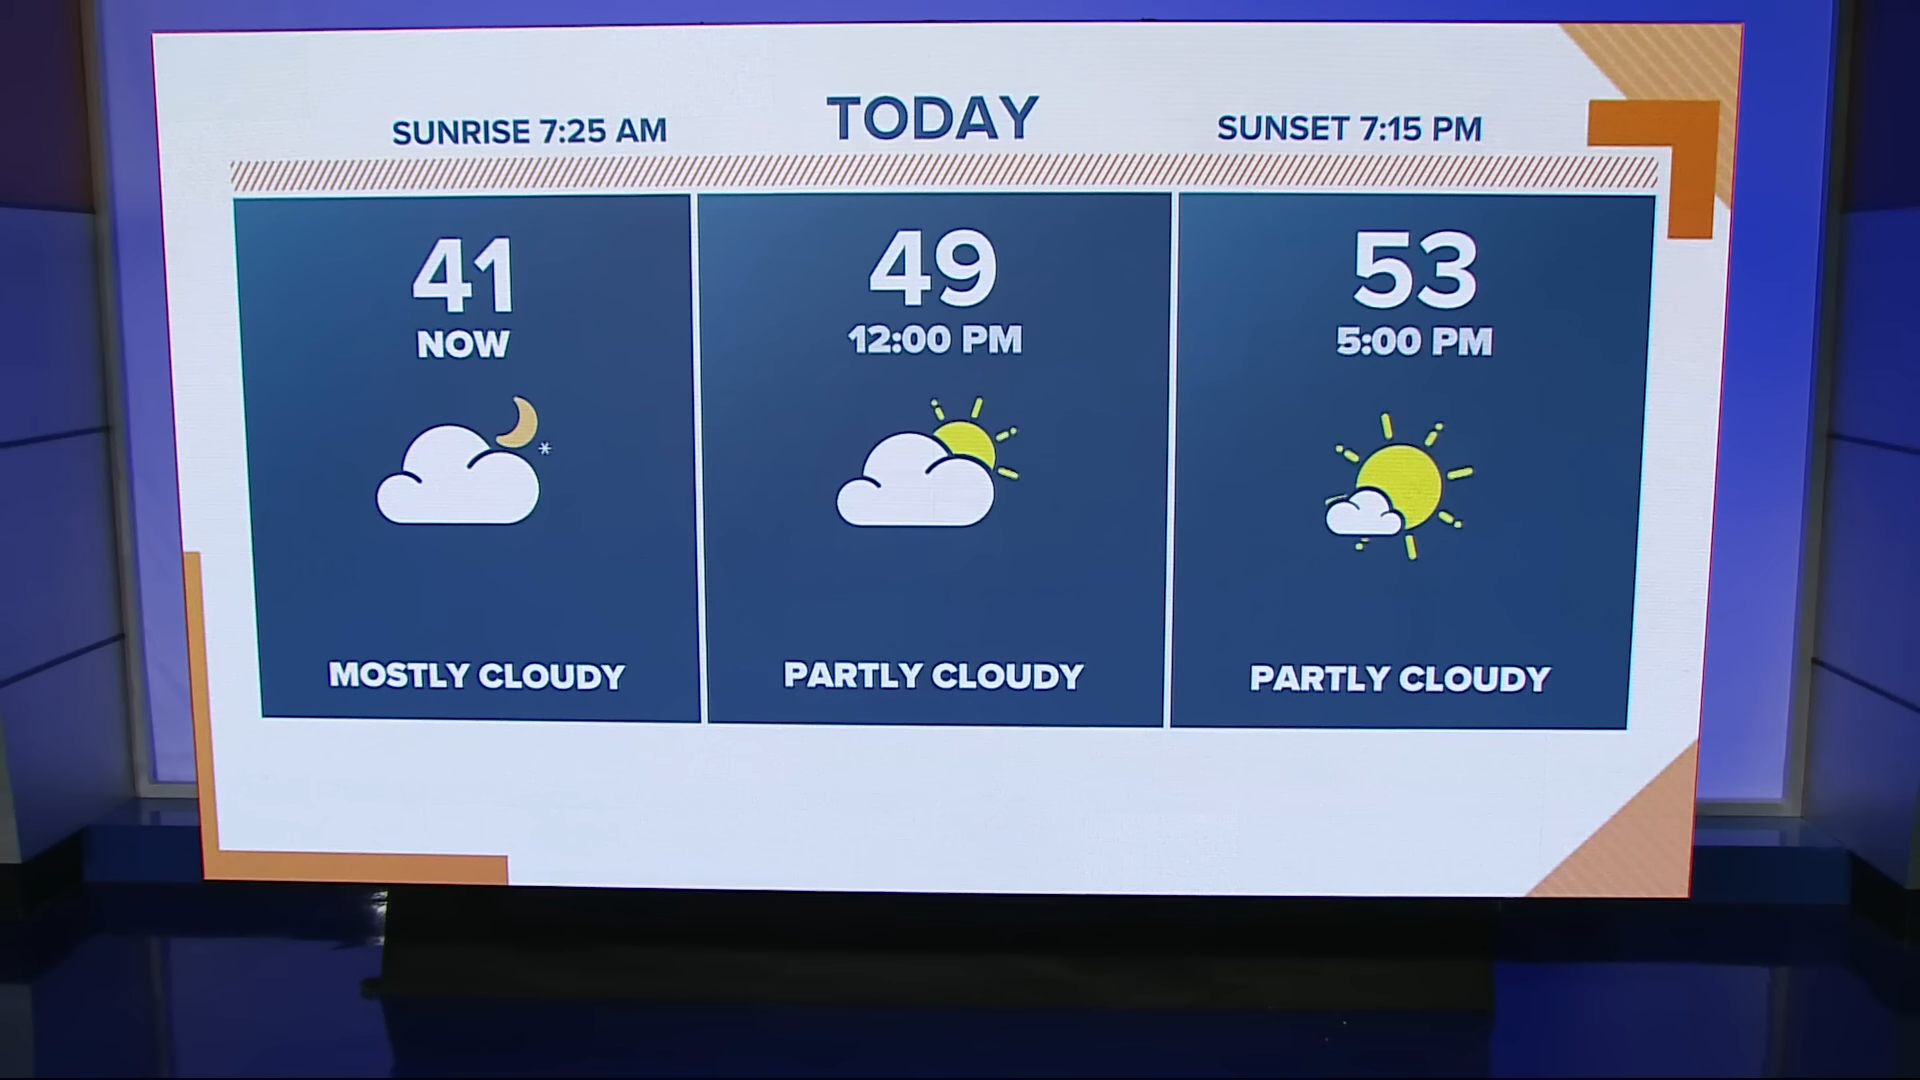 TODAY
SUNRISE 7:25 AM
SUNSET 7:15 PM
41
NOW
MOSTLY CLOUDY
49
12:00 PM
PARTLY CLOUDY
53
5:00 PM
PARTLY CLOUDY